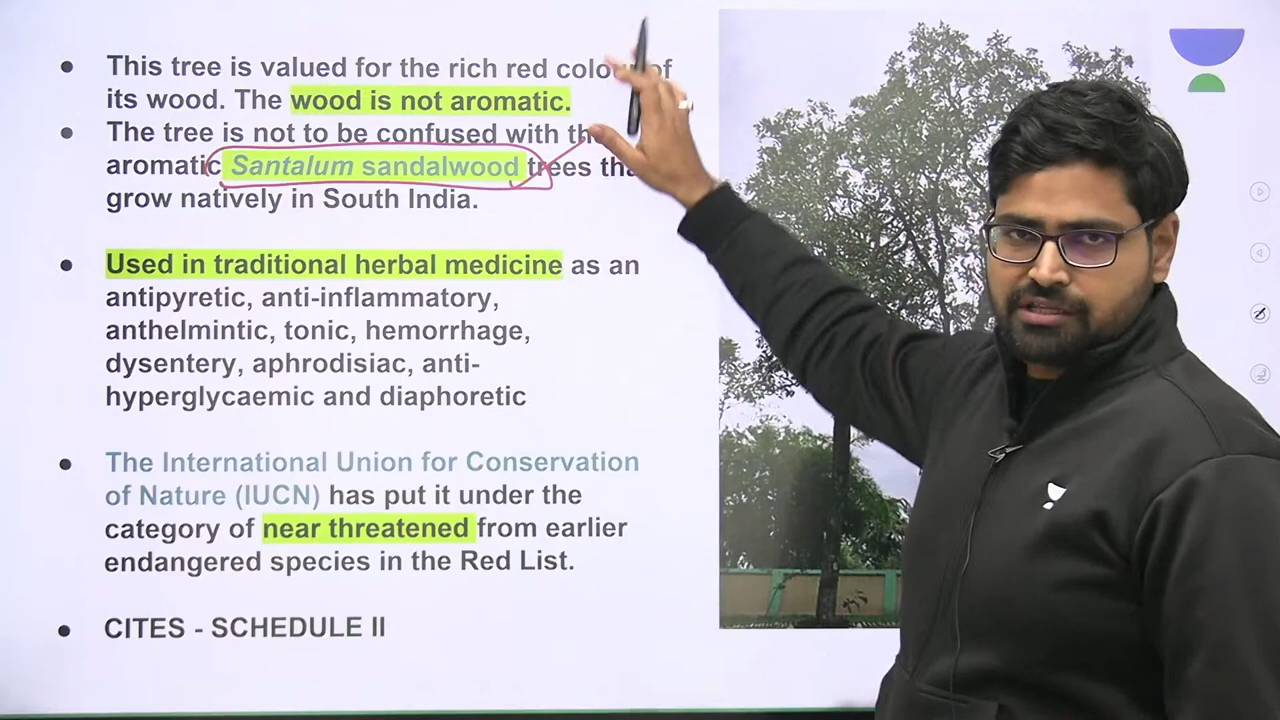 This tree is valued for the rich red colour of
its wood. The wood is not aromatic.
The tree is not to be confused with the
aromatic Santalum sandalwood trees tha
grow natively in South India.
Used in traditional herbal medicine as an
antipyretic, anti-inflammatory,
anthelmintic, tonic, hemorrhage,
dysentery, aphrodisiac, anti-
hyperglycaemic and diaphoretic
The International Union for Conservation
of Nature (IUCN) has put it under the
category of near threatened from earlier
endangered species in the Red List.
CITES - SCHEDULE II